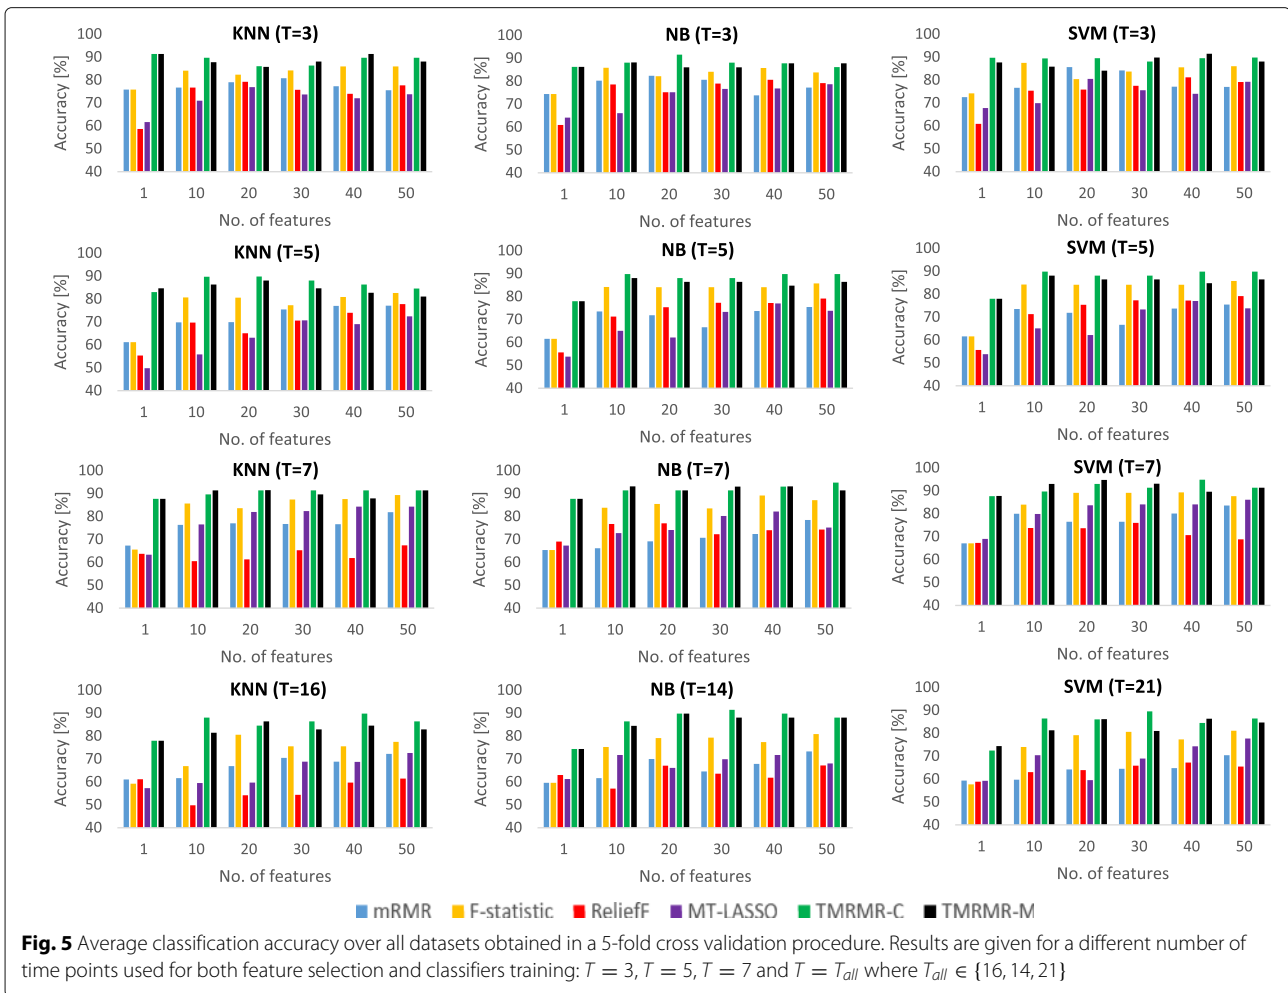 KNN (T=3)
Accuracy [%]
100
90
80
70
60
50
40
1 10 20 30 40 50
No. of features
NB (T=3)
Accuracy [%]
100
90
80
70
60
50
40
1 10 20 30 40 50
No. of features
SVM (T=3)
Accuracy [%]
100
90
80
70
60
50
40
1 10 20 30 40 50
No. of features
KNN (T=5)
Accuracy [%]
100
90
80
70
60
50
40
1 10 20 30 40 50
No. of features
NB (T=5)
Accuracy [%]
100
90
80
70
60
50
40
1 10 20 30 40 50
No. of features
SVM (T=5)
Accuracy [%]
100
90
80
70
60
50
40
1 10 20 30 40 50
No. of features
KNN (T=7)
Accuracy [%]
100
90
80
70
60
50
40
1 10 20 30 40 50
No. of features
NB (T=7)
Accuracy [%]
100
90
80
70
60
50
40
1 10 20 30 40 50
No. of features
SVM (T=7)
Accuracy [%]
100
90
80
70
60
50
40
1 10 20 30 40 50
No. of features
KNN (T=16)
Accuracy [%]
100
90
80
70
60
50
40
1 10 20 30 40 50
No. of features
NB (T=14)
Accuracy [%]
100
90
80
70
60
50
40
1 10 20 30 40 50
No. of features
SVM (T=21)
Accuracy [%]
100
90
80
70
60
50
40
1 10 20 30 40 50
No. of features
mRMR F-statistic ReliefF MT-LASSO TMRMR-C TMRMR-M
Fig. 5 Average classification accuracy over all datasets obtained in a 5-fold cross validation procedure. Results are given for a different number of
time points used for both feature selection and classifiers training: T = 3, T = 5, T = 7 and T = Tall where Tall ∈ {16, 14, 21}